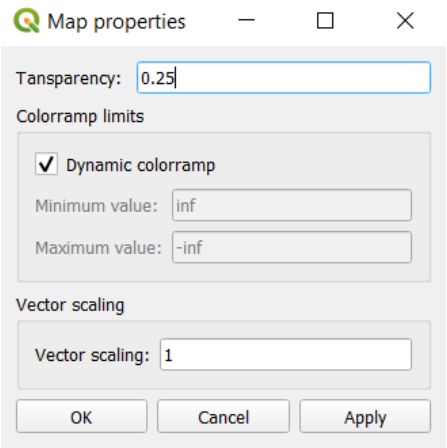 Map properties
Tansparency: 0.25
Colorramp limits
Dynamic colorramp
Minimum value: inf
Maximum value: -inf
Vector scaling
Vector scaling: 1
OK Cancel Apply